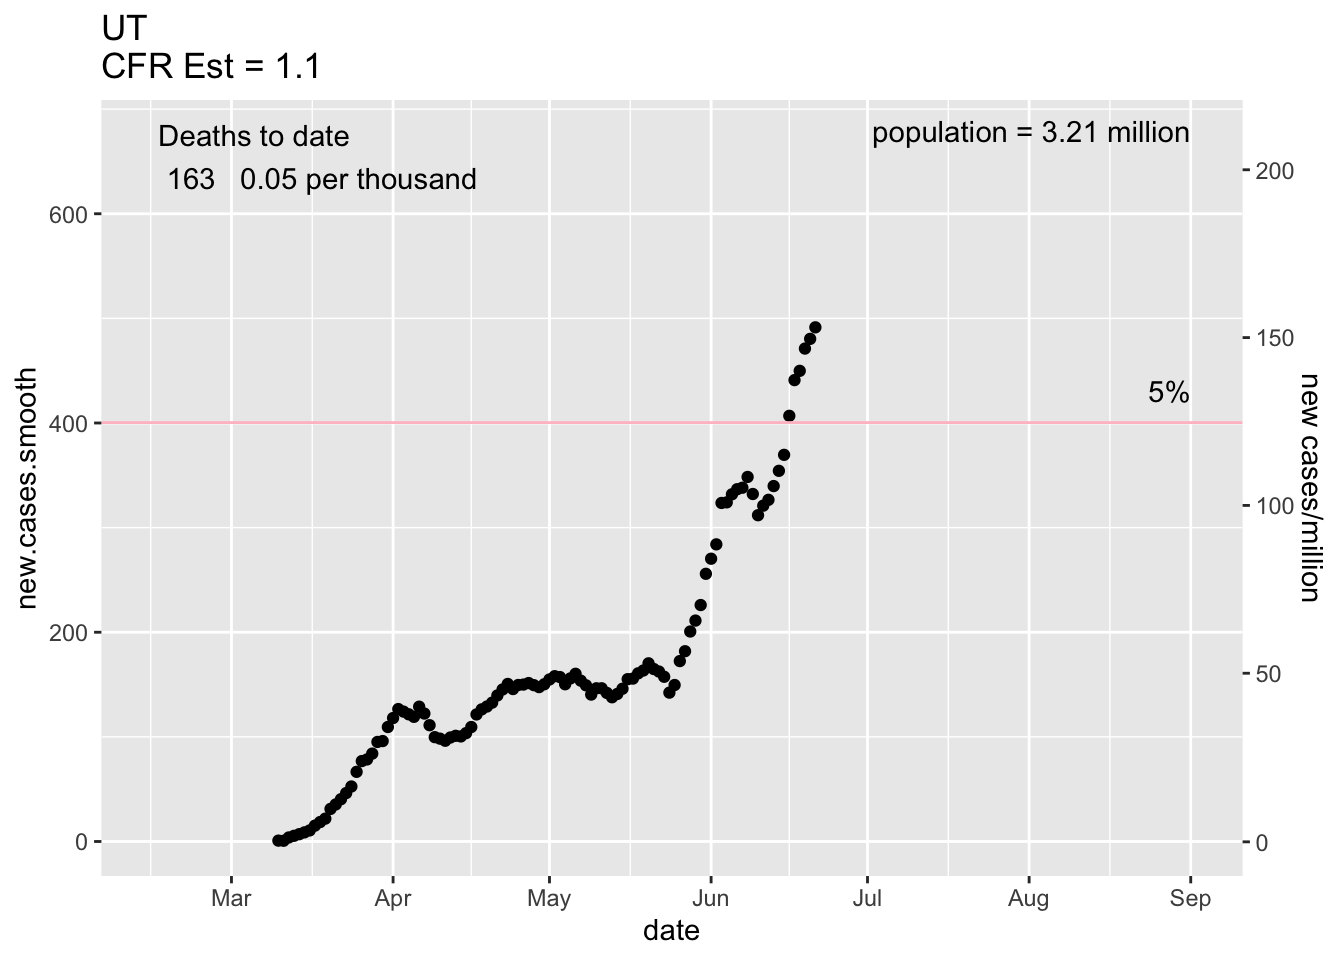 UT
CFR Est = 1.1
Deaths to date
163 0.05 per thousand
population = 3.21 million
5%
new.cases.smooth
600
400
200
0
200
150
100
50
0
new cases/million
Mar Apr May Jun Jul Aug Sep
date